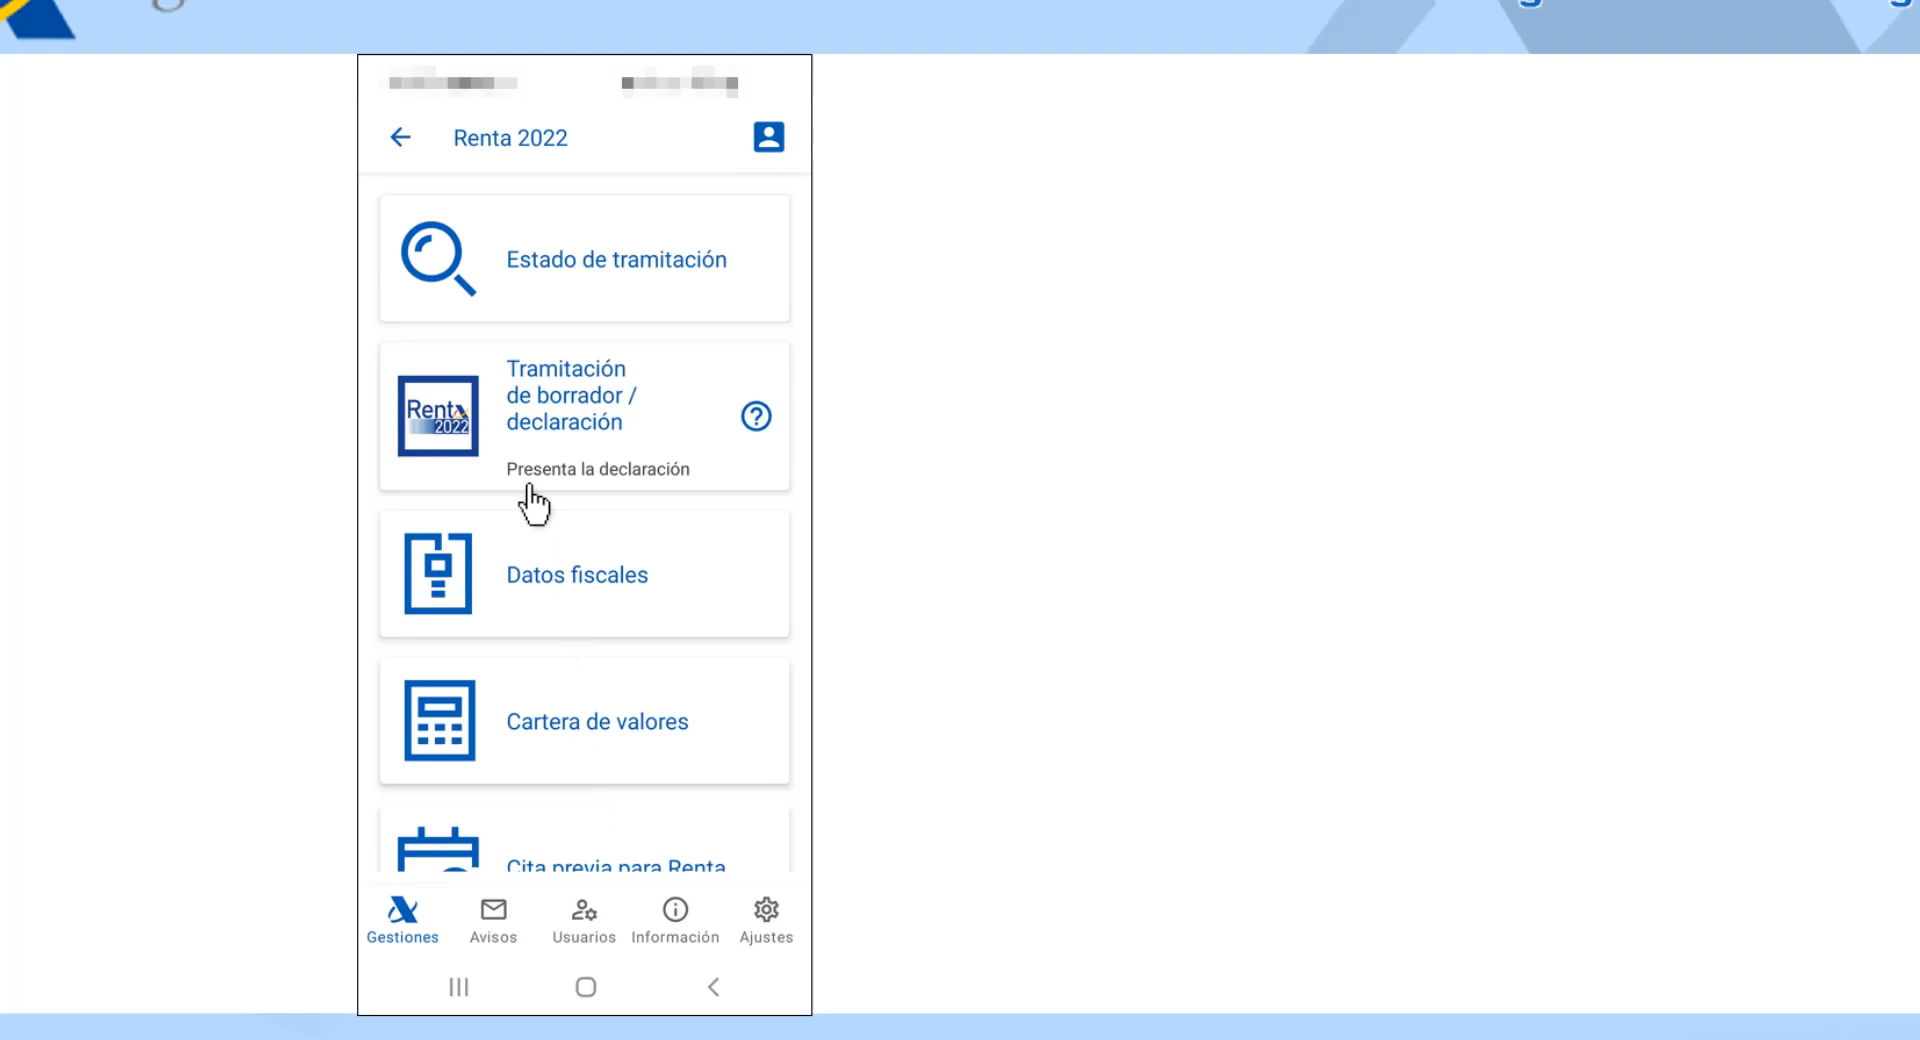 Renta 2022
Estado de tramitación
Tramitación
de borrador /
declaración
Renta
2022
Presenta la declaración
Datos fiscales
Cartera de valores
Cita previa para Renta
Gestiones
Avisos
Usuarios
Información
Ajustes